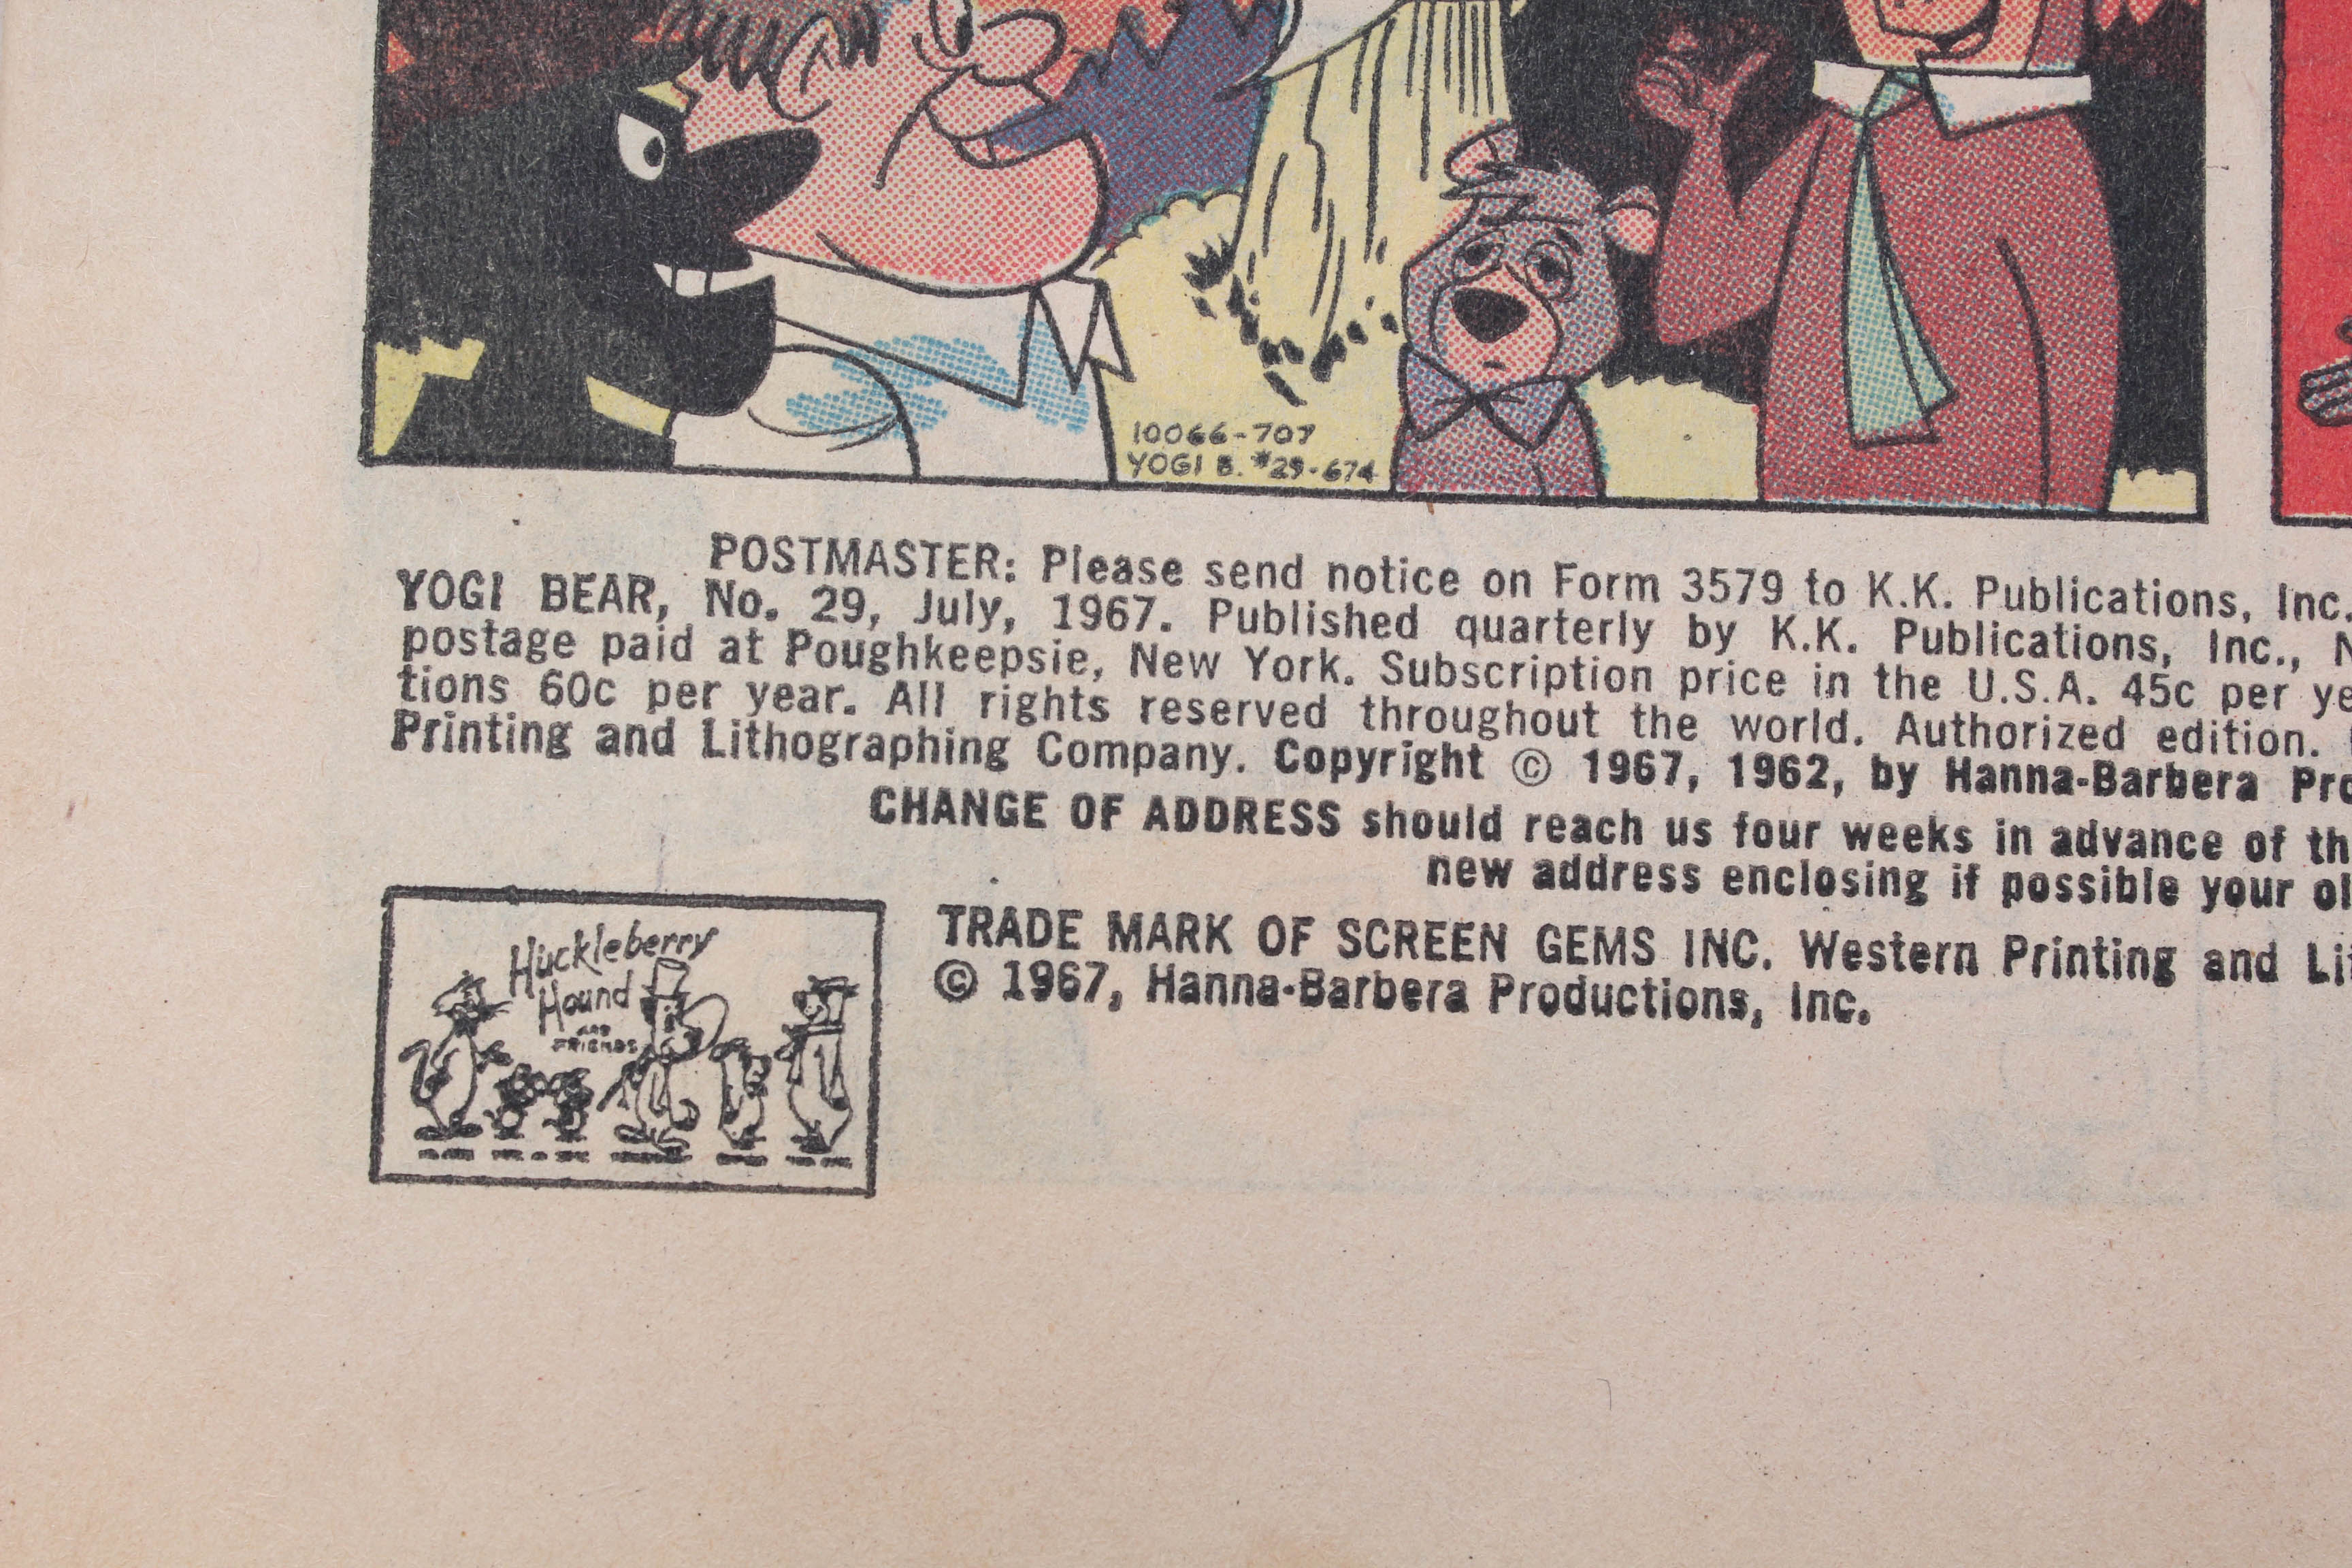 10066-707
YOGI B. #29-674
POSTMASTER: Please send notice on Form 3579 to K.K. Publications, Inc.
YOGI BEAR, No. 29, July, 1967. Published quarterly by K.K. Publications, Inc.,
postage paid at Poughkeepsie, New York. Subscription price in the U.S.A. 45c per
tions 60c per year. All rights reserved throughout the world. Authorized edition.
Printing and Lithographing Company. Copyright © 1967, 1962, by Hanna-Barbera
CHANGE OF ADDRESS should reach us four weeks in advance of
new address enclosing if possible your
Huckleberry
Hound
AND
FRIENDS
TRADE MARK OF SCREEN GEMS INC. Western Printing and
© 1967, Hanna-Barbera Productions, Inc.